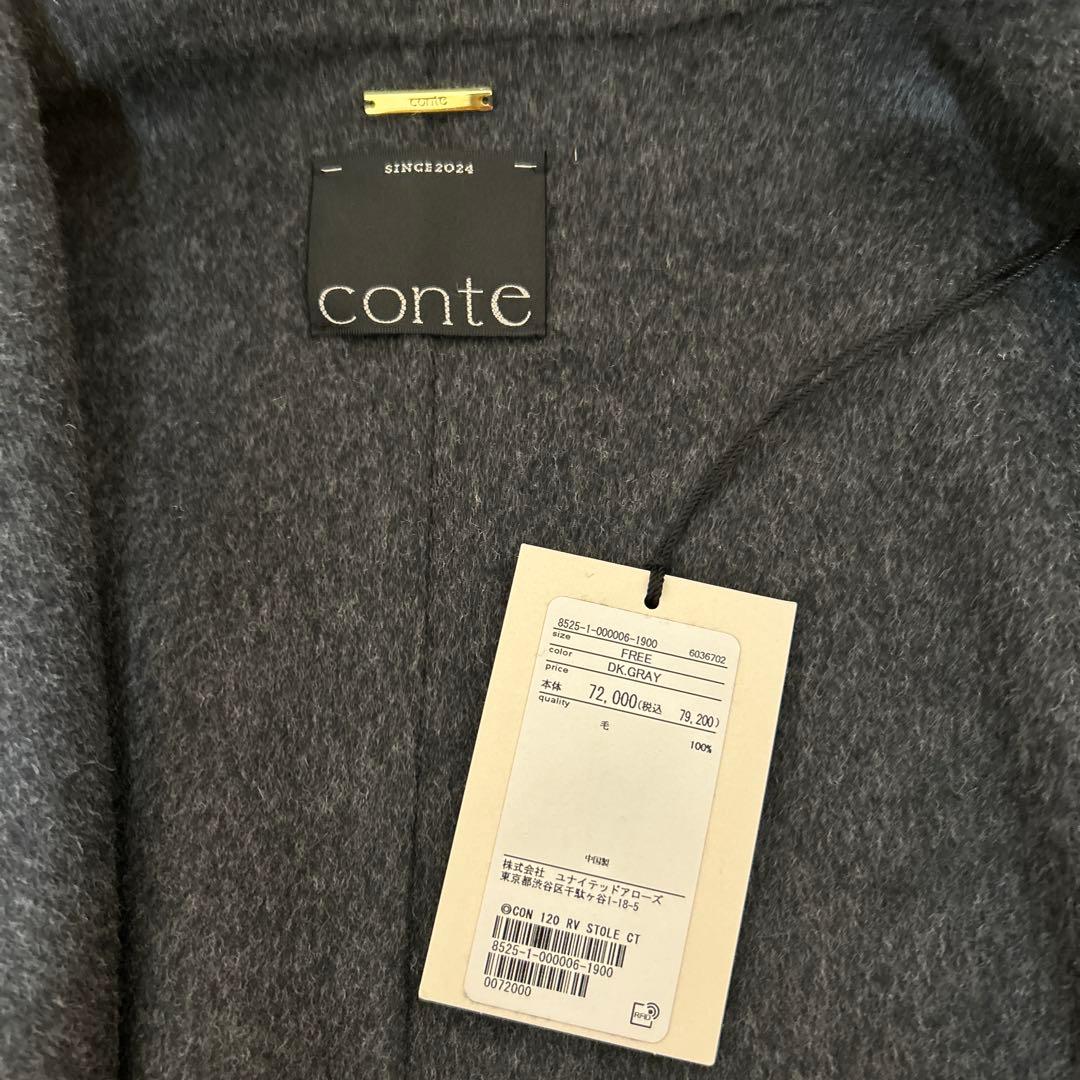 conte
SINCE2024
conte
8525-1-000006-1900
size FREE 6036702
color DK.GRAY
price
本体 72,000(税込 79,200)
quality
毛 100%
中国製
株式会社 ユナイテッドアローズ
東京都渋谷区千駄ヶ谷1-18-5
©CON 120 RV STOLE CT
8525-1-000006-1900
0072000
RFID